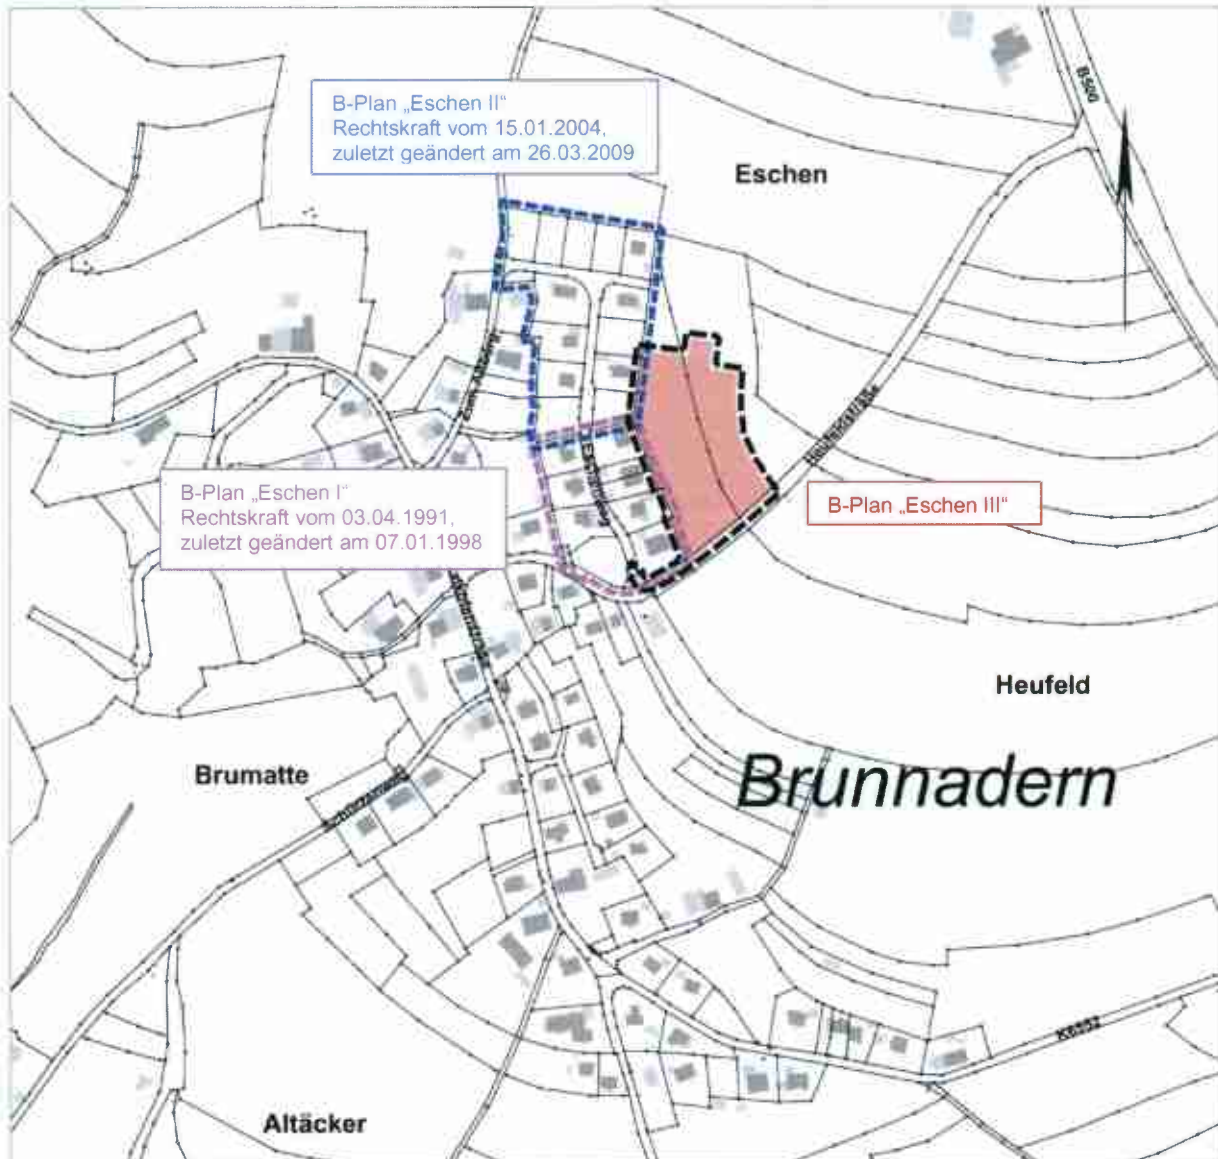 B-Plan „Eschen II“
Rechtskraft vom 15.01.2004,
zuletzt geändert am 26.03.2009
B500
Eschen
B-Plan „Eschen I“
Rechtskraft vom 03.04.1991,
zuletzt geändert am 07.01.1998
B-Plan „Eschen III“
Heufeld
Brumatte
Brunnadern
K6592
Altäcker